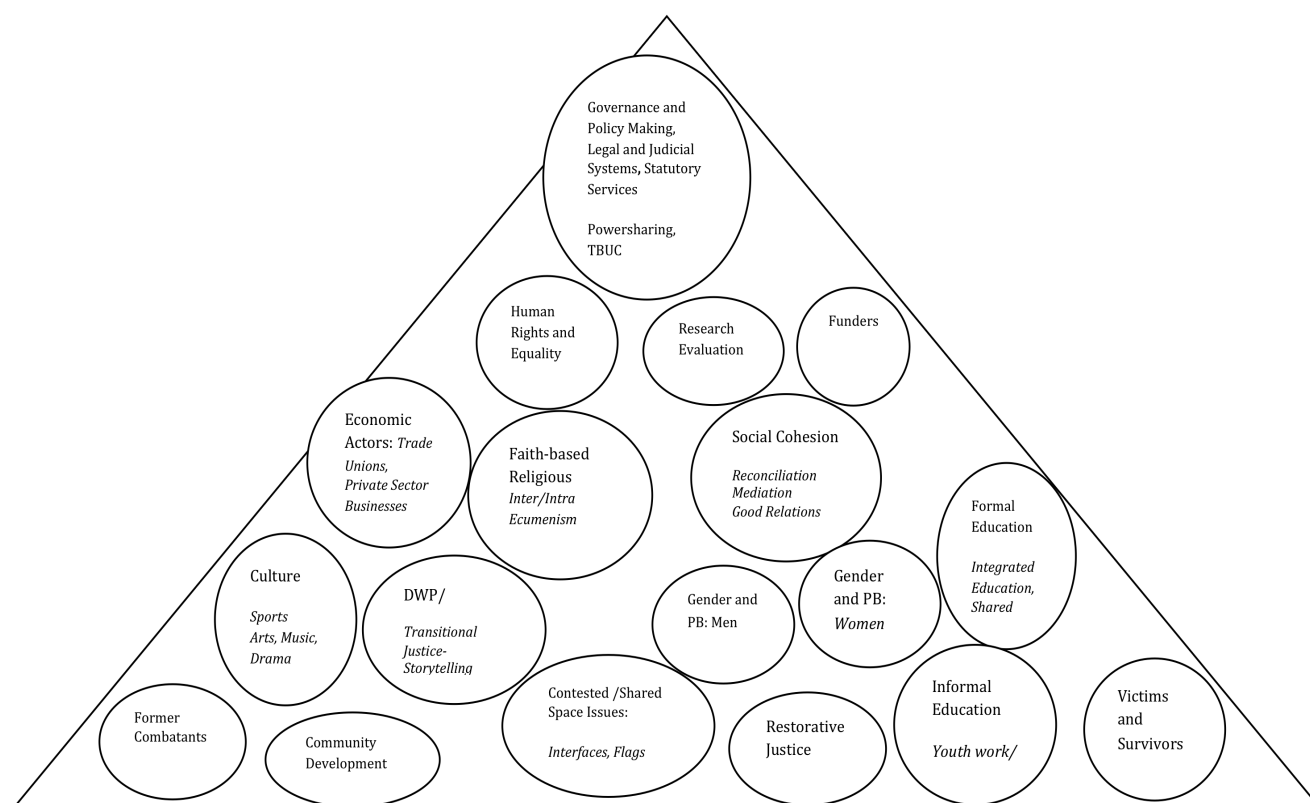 Governance and
Policy Making,
Legal and Judicial
Systems, Statutory
Services
Powersharing,
TBUC
Human
Rights and
Equality
Research
Evaluation
Funders
Economic
Actors: Trade
Unions,
Private Sector
Businesses
Faith-based
Religious
Inter/Intra
Ecumenism
Social Cohesion
Reconciliation
Mediation
Good Relations
Formal
Education
Integrated
Education,
Shared
Culture
Sports
Arts, Music,
Drama
DWP/
Transitional
Justice-
Storytelling
Gender and
PB: Men
Gender
and PB:
Women
Former
Combatants
Community
Development
Contested /Shared
Space Issues:
Interfaces, Flags
Restorative
Justice
Informal
Education
Youth work/
Victims
and
Survivors